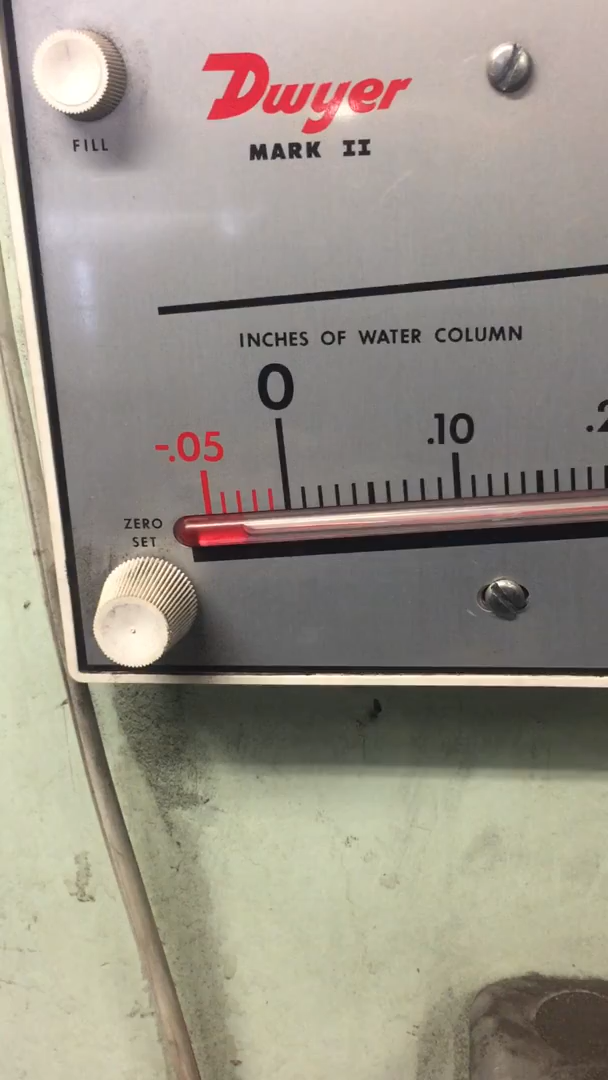 Dwyer
MARK II
FILL
INCHES OF WATER COLUMN
0
-.05
.10
ZERO
SET